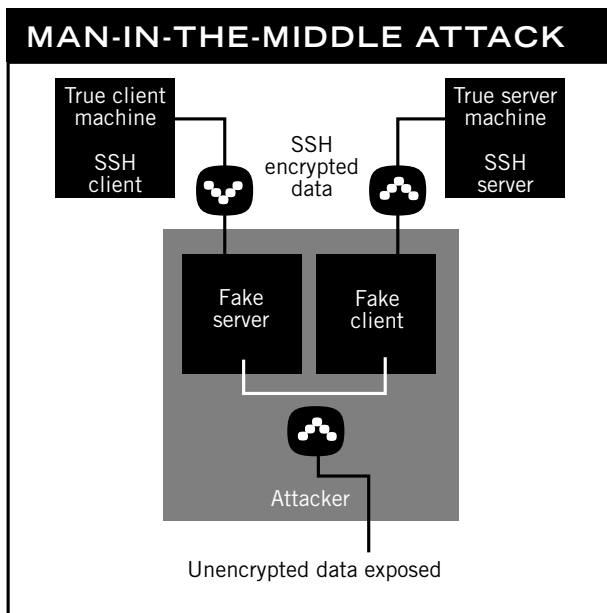 MAN-IN-THE-MIDDLE ATTACK
True client
machine
SSH
client
SSH
encrypted
data
True server
machine
SSH
server
Fake
server
Fake
client
Attacker
Unencrypted data exposed